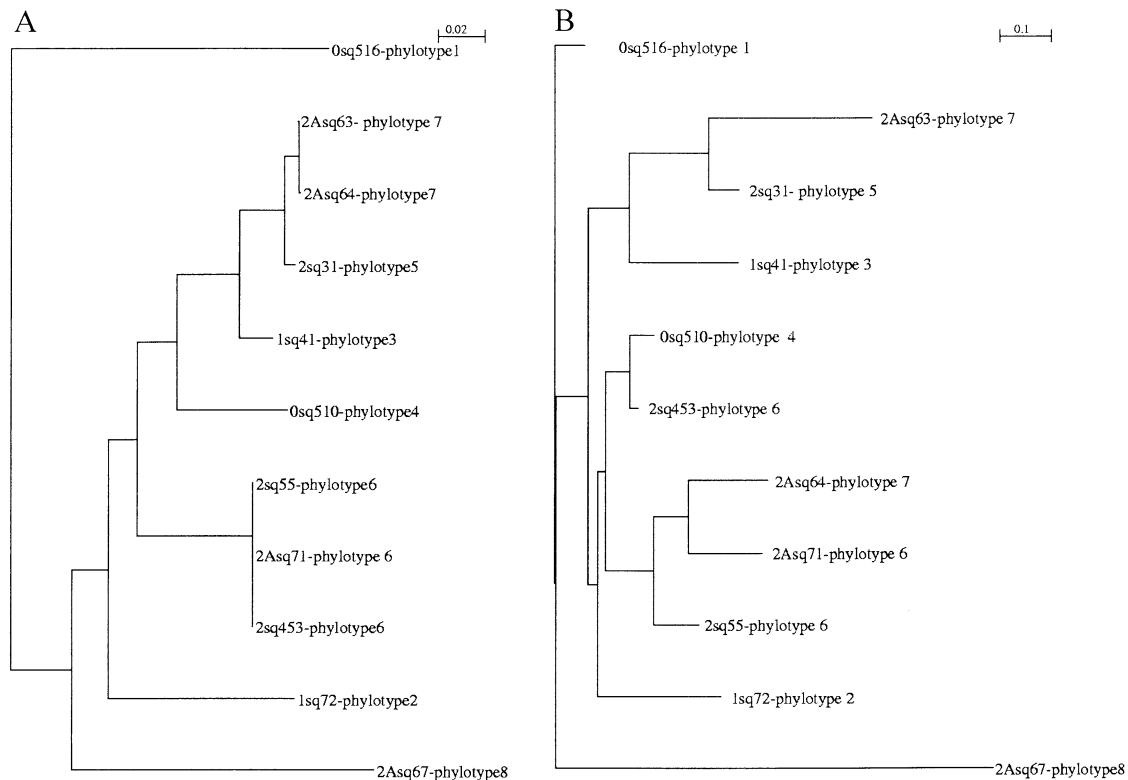 A
0.02
0sq516-phylotype1
2Asq63- phylotype 7
2Asq64-phylotype7
2sq31-phylotype5
1sq41-phylotype3
0sq510-phylotype4
2sq55-phylotype6
2Asq71-phylotype 6
2sq453-phylotype6
1sq72-phylotype2
2Asq67-phylotype8
B
0.1
0sq516-phylotype 1
2Asq63-phylotype 7
2sq31- phylotype 5
1sq41-phylotype 3
0sq510-phylotype 4
2sq453-phylotype 6
2Asq64-phylotype 7
2Asq71-phylotype 6
2sq55-phylotype 6
1sq72-phylotype 2
2Asq67-phylotype8